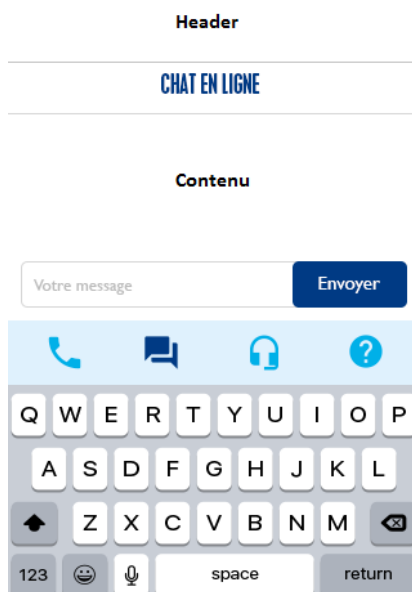 Header
CHAT EN LIGNE
Contenu
Votre message Envoyer
?
Q W E R T Y U I O P
A S D F G H J K L
Z X C V B N M
123 space return